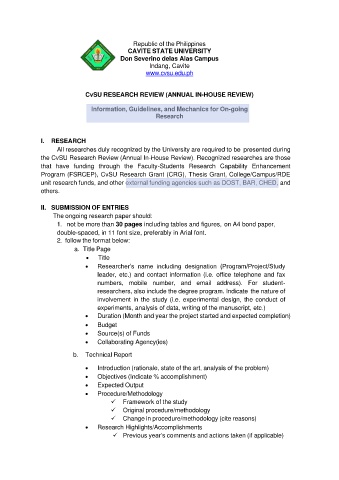 Republic of the Philippines
CAVITE STATE UNIVERSITY
Don Severino delas Alas Campus
Indang, Cavite
www.cvsu.edu.ph
CvSU RESEARCH REVIEW (ANNUAL IN-HOUSE REVIEW)
Information, Guidelines, and Mechanics for On-going
Research
I. RESEARCH
All researches duly recognized by the University are required to be presented during
the CvSU Research Review (Annual In-House Review). Recognized researches are those
that have funding through the Faculty-Students Research Capability Enhancement
Program (FSRCEP), CvSU Research Grant (CRG), Thesis Grant, College/Campus/RDE
unit research funds, and other external funding agencies such as DOST, BAR, CHED, and
others.
II. SUBMISSION OF ENTRIES
The ongoing research paper should:
1. not be more than 30 pages including tables and figures, on A4 bond paper,
double-spaced, in 11 font size, preferably in Arial font.
2. follow the format below:
a. Title Page
• Title
• Researcher's name including designation (Program/Project/Study
leader, etc.) and contact information (i.e. office telephone and fax
numbers, mobile number, and email address). For student-
researchers, also include the degree program. Indicate the nature of
involvement in the study (i.e. experimental design, the conduct of
experiments, analysis of data, writing of the manuscript, etc.)
• Duration (Month and year the project started and expected completion)
• Budget
• Source(s) of Funds
• Collaborating Agency(ies)
b. Technical Report
• Introduction (rationale, state of the art, analysis of the problem)
• Objectives (Indicate % accomplishment)
• Expected Output
• Procedure/Methodology
✓ Framework of the study
✓ Original procedure/methodology
✓ Change in procedure/methodology (cite reasons)
• Research Highlights/Accomplishments
✓ Previous year's comments and actions taken (if applicable)